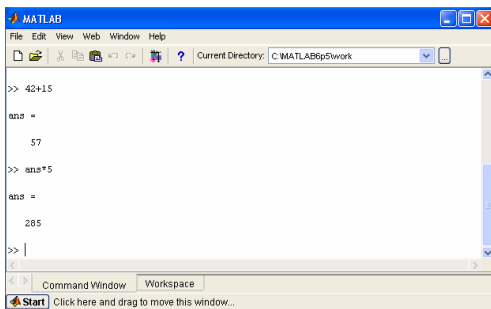 MATLAB
File Edit View Web Window Help
? Current Directory: C:\MATLAB6p5\work ...
>> 42+15
ans =
57
>> ans*5
ans =
285
>>
Command Window Workspace
Start Click here and drag to move this window...